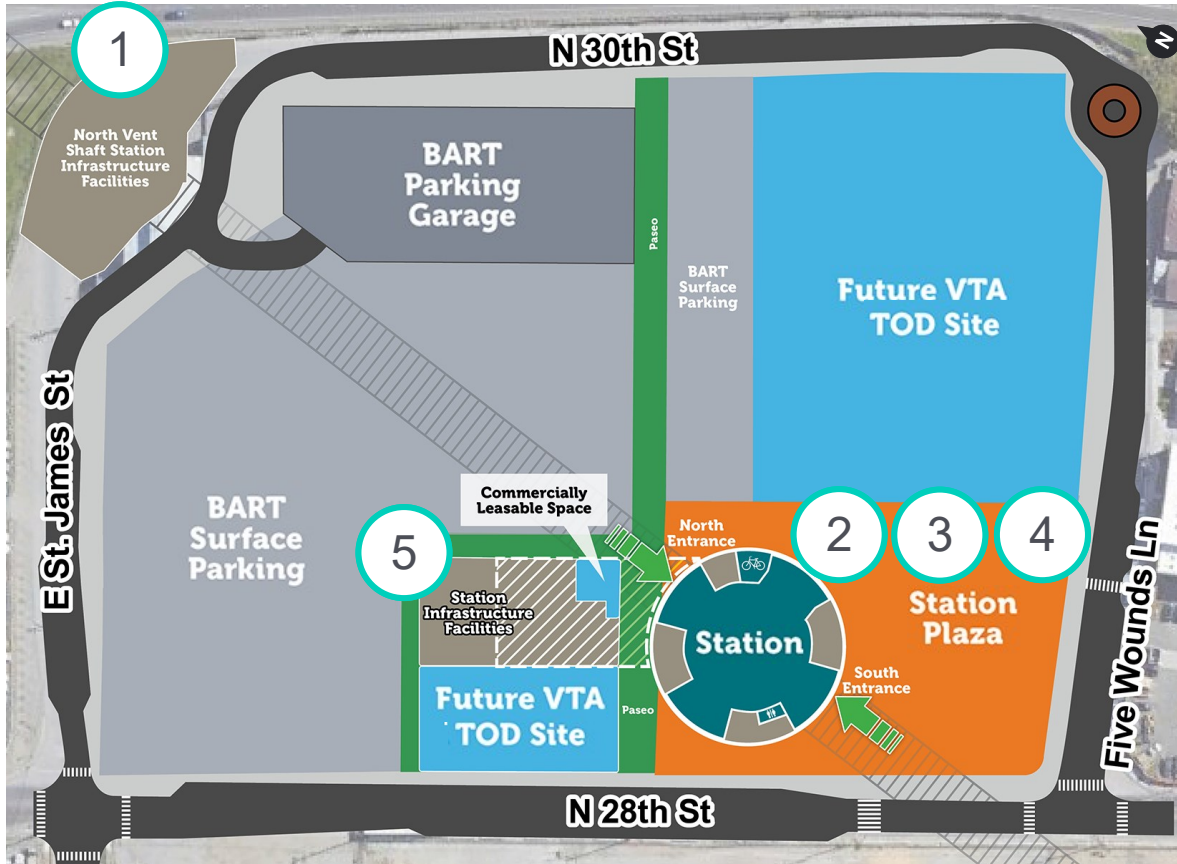 1
N 30th St
N
North Vent
Shaft Station
Infrastructure
Facilities
BART
Parking
Garage
Paseo
BART
Surface
Parking
Future VTA
TOD Site
E St. James St
BART
Surface
Parking
Commercially
Leasable Space
North
Entrance
2
3
4
5
Station
Infrastructure
Facilities
Station
Station
Plaza
South
Entrance
Future VTA
TOD Site
Paseo
Five Wounds Ln
N 28th St